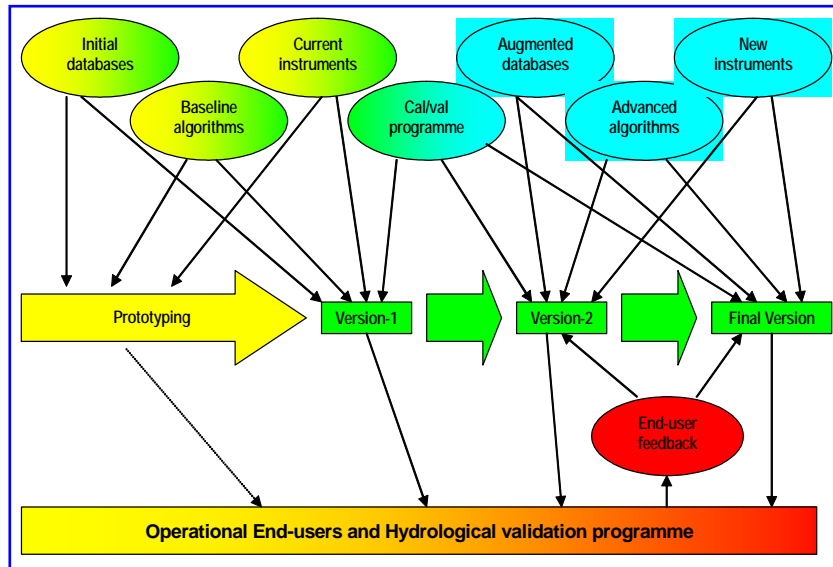 Initial
databases
Current
instruments
Augmented
databases
New
instruments
Baseline
algorithms
Cal/val
programme
Advanced
algorithms
Prototyping
Version-1
Version-2
Final Version
End-user
feedback
Operational End-users and Hydrological validation programme